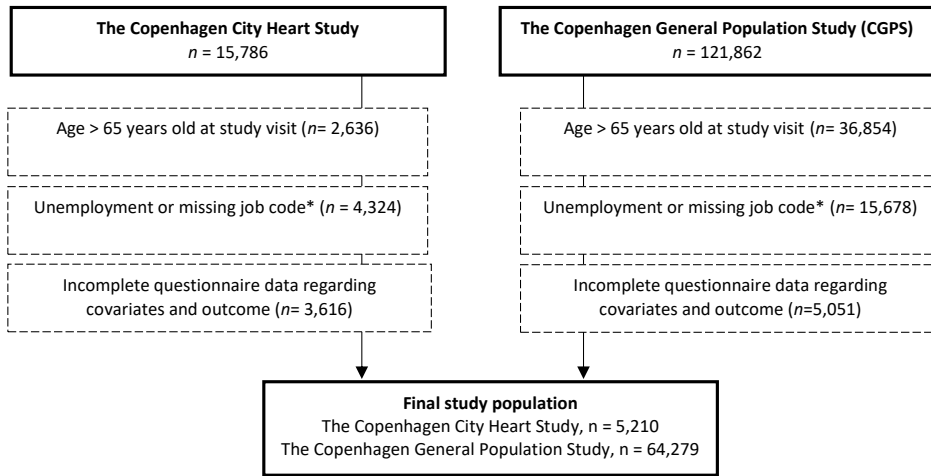 The Copenhagen City Heart Study
n = 15,786
The Copenhagen General Population Study (CGPS)
n = 121,862
Age > 65 years old at study visit (n= 2,636)
Age > 65 years old at study visit (n = 36,854)
Unemployment or missing job code* (n = 4,324)
Unemployment or missing job code* (n = 15,678)
Incomplete questionnaire data regarding
covariates and outcome (n= 3,616)
Incomplete questionnaire data regarding
covariates and outcome (n=5,051)
Final study population
The Copenhagen City Heart Study, n = 5,210
The Copenhagen General Population Study, n = 64,279